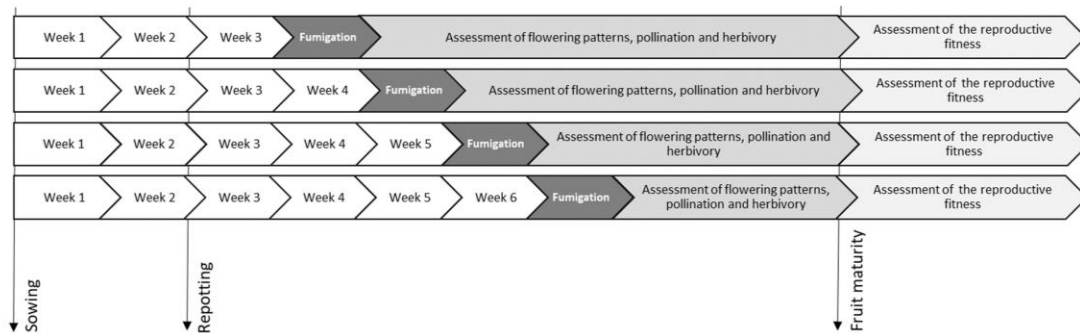 Week 1 Week 2 Week 3 Fumigation Assessment of flowering patterns, pollination and herbivory Assessment of the reproductive
fitness
Week 1 Week 2 Week 3 Week 4 Fumigation Assessment of flowering patterns, pollination and herbivory Assessment of the reproductive
fitness
Week 1 Week 2 Week 3 Week 4 Week 5 Fumigation Assessment of flowering patterns, pollination and
herbivory
Assessment of the reproductive
fitness
Week 1 Week 2 Week 3 Week 4 Week 5 Week 6 Fumigation Assessment of flowering patterns,
pollination and herbivory
Assessment of the reproductive
fitness
Sowing
Repotting
Fruit maturity